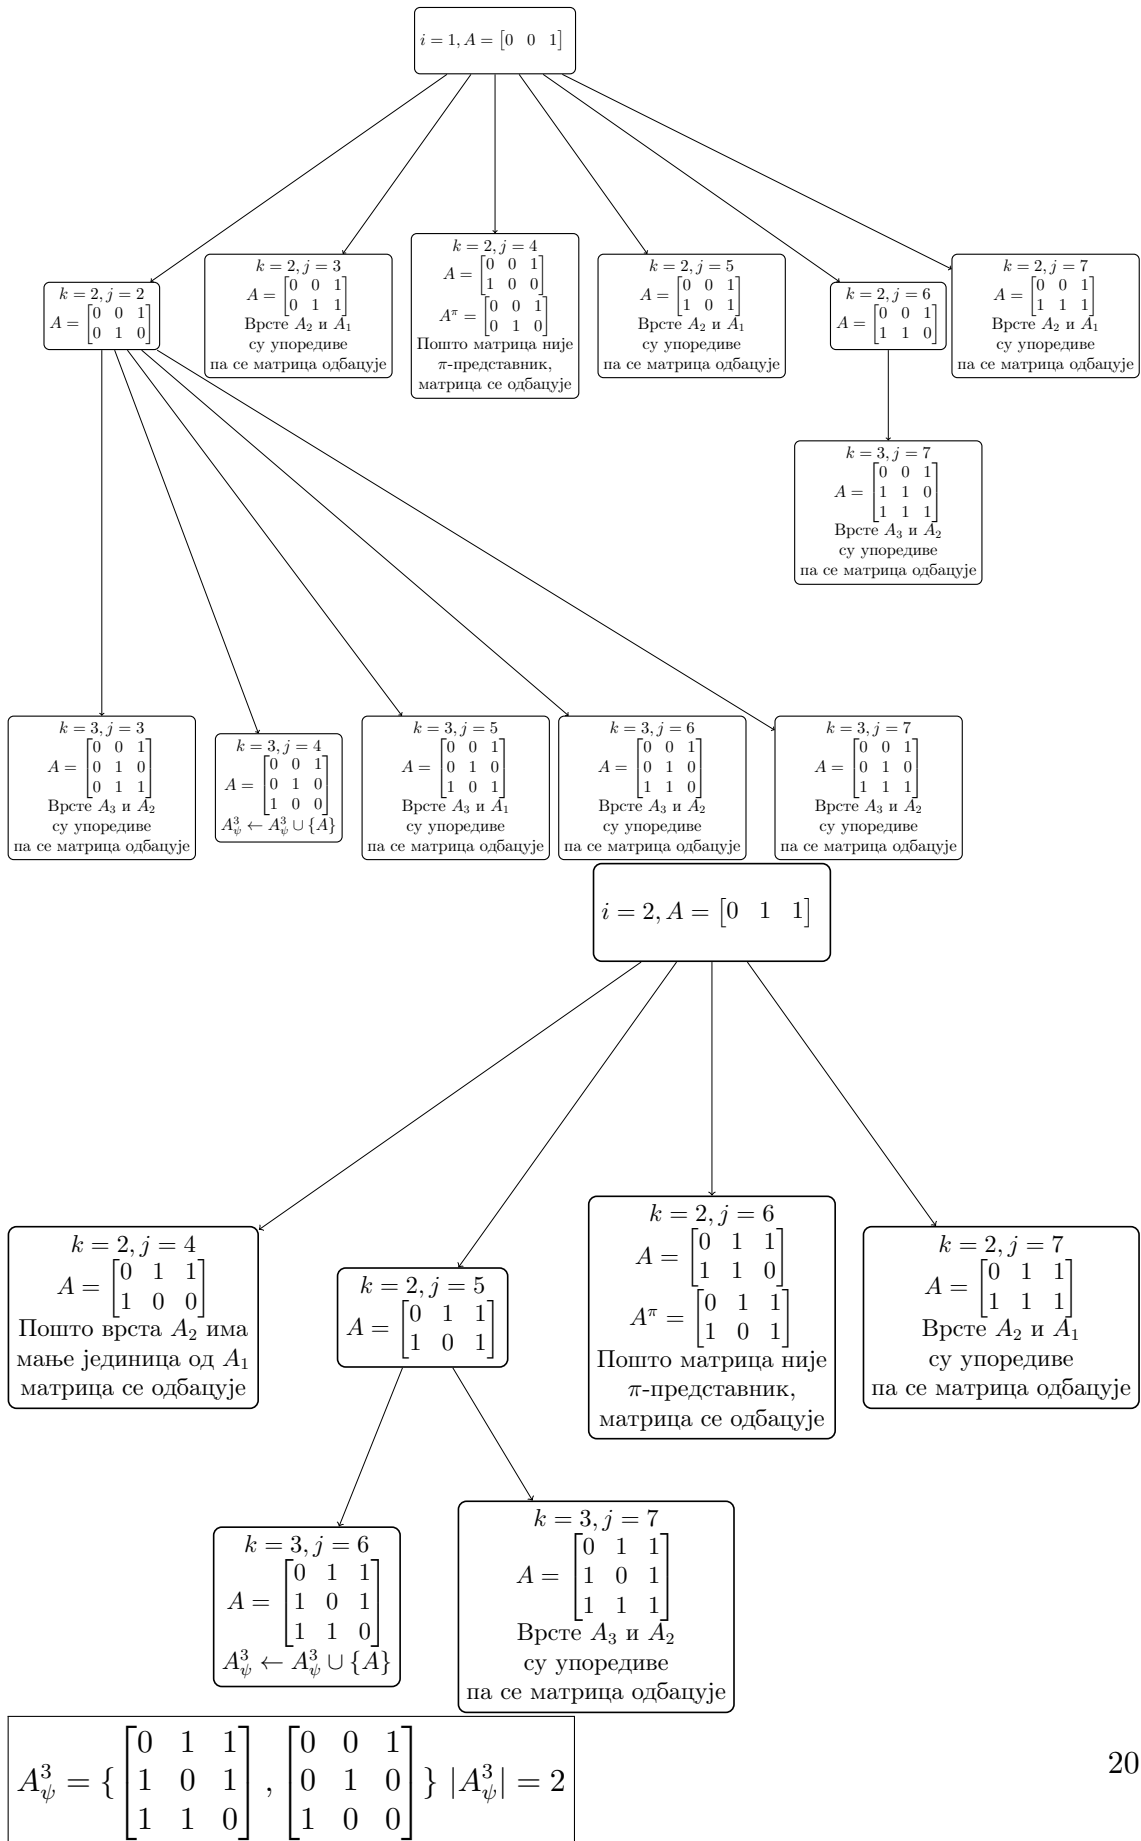 i = 1, A = [0 0 1]
k = 2, j = 2
A = [0 0 1
0 1 0]
k = 2, j = 3
A = [0 0 1
0 1 1]
Врсте A₂ и A₁
су упоредиве
па се матрица одбацује
k = 2, j = 4
A = [0 0 1
1 0 0]
A^π = [0 0 1
0 1 0]
Пошто матрица није
π-представник,
матрица се одбацује
k = 2, j = 5
A = [0 0 1
1 0 1]
Врсте A₂ и A₁
су упоредиве
па се матрица одбацује
k = 2, j = 6
A = [0 0 1
1 1 0]
k = 2, j = 7
A = [0 0 1
1 1 1]
Врсте A₂ и A₁
су упоредиве
па се матрица одбацује
k = 3, j = 7
A = [0 0 1
1 1 0
1 1 1]
Врсте A₃ и A₂
су упоредиве
па се матрица одбацује
k = 3, j = 3
A = [0 0 1
0 1 0
0 1 1]
Врсте A₃ и A₂
су упоредиве
па се матрица одбацује
k = 3, j = 4
A = [0 0 1
0 1 0
1 0 0]
A³_ψ ← A³_ψ ∪ {A}
k = 3, j = 5
A = [0 0 1
0 1 0
1 0 1]
Врсте A₃ и A₁
су упоредиве
па се матрица одбацује
k = 3, j = 6
A = [0 0 1
0 1 0
1 1 0]
Врсте A₃ и A₂
су упоредиве
па се матрица одбацује
k = 3, j = 7
A = [0 0 1
0 1 0
1 1 1]
Врсте A₃ и A₂
су упоредиве
па се матрица одбацује
i = 2, A = [0 1 1]
k = 2, j = 4
A = [0 1 1
1 0 0]
Пошто врста A₂ има
мање јединица од A₁
матрица се одбацује
k = 2, j = 5
A = [0 1 1
1 0 1]
k = 2, j = 6
A = [0 1 1
1 1 0]
A^π = [0 1 1
1 0 1]
Пошто матрица није
π-представник,
матрица се одбацује
k = 2, j = 7
A = [0 1 1
1 1 1]
Врсте A₂ и A₁
су упоредиве
па се матрица одбацује
k = 3, j = 6
A = [0 1 1
1 0 1
1 1 0]
A³_ψ ← A³_ψ ∪ {A}
k = 3, j = 7
A = [0 1 1
1 0 1
1 1 1]
Врсте A₃ и A₂
су упоредиве
па се матрица одбацује
A³_ψ = {[0 1 1
1 0 1
1 1 0], [0 0 1
0 1 0
1 0 0]} |A³_ψ| = 2
20